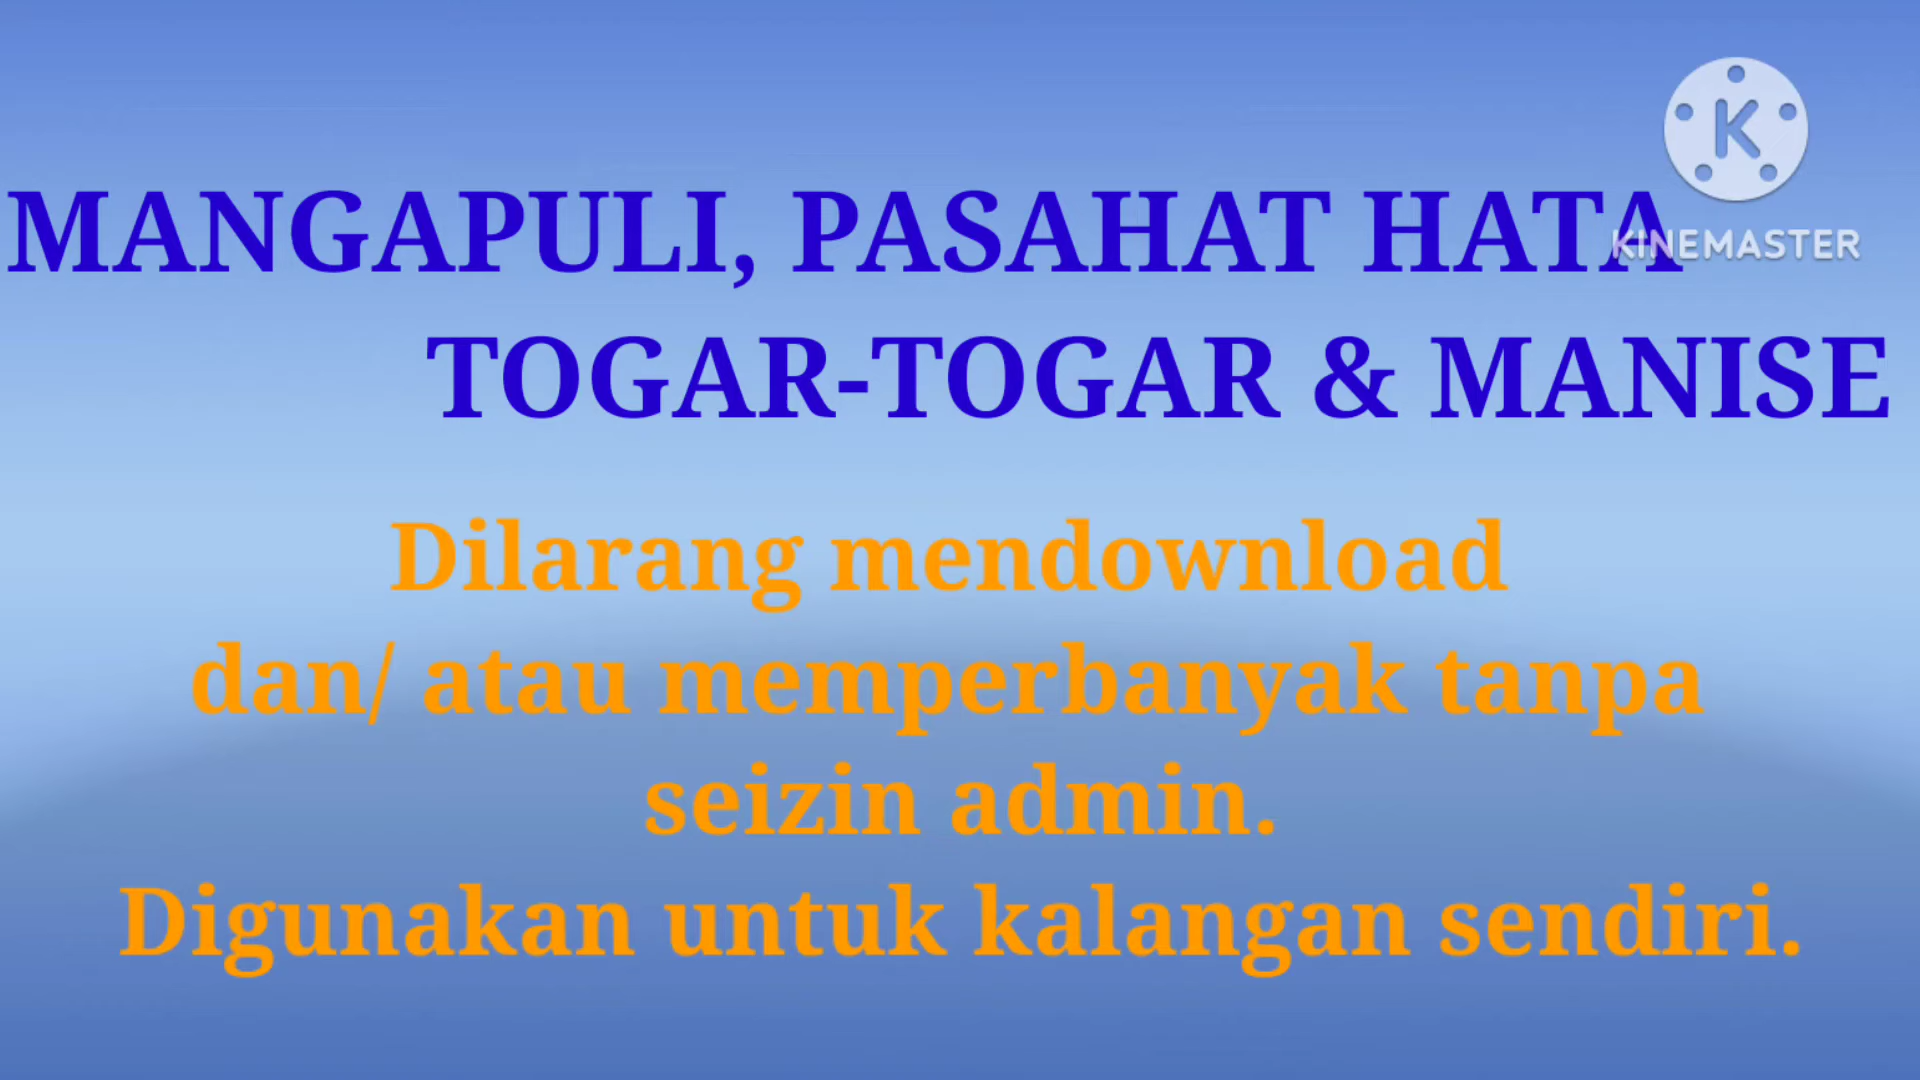 MANGAPULI, PASAHAT HATA
TOGAR-TOGAR & MANISE
Dilarang mendownload
dan/ atau memperbanyak tanpa
seizin admin.
Digunakan untuk kalangan sendiri.
K
KINEMASTER